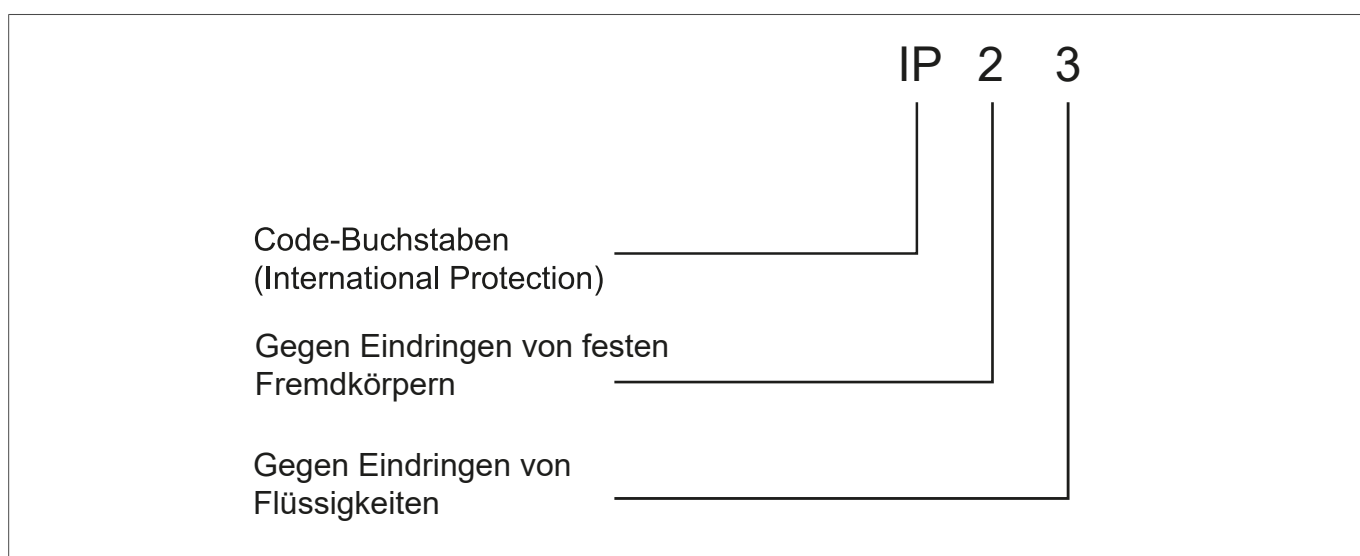 IP 2 3
Code-Buchstaben
(International Protection)
Gegen Eindringen von festen
Fremdkörpern
Gegen Eindringen von
Flüssigkeiten